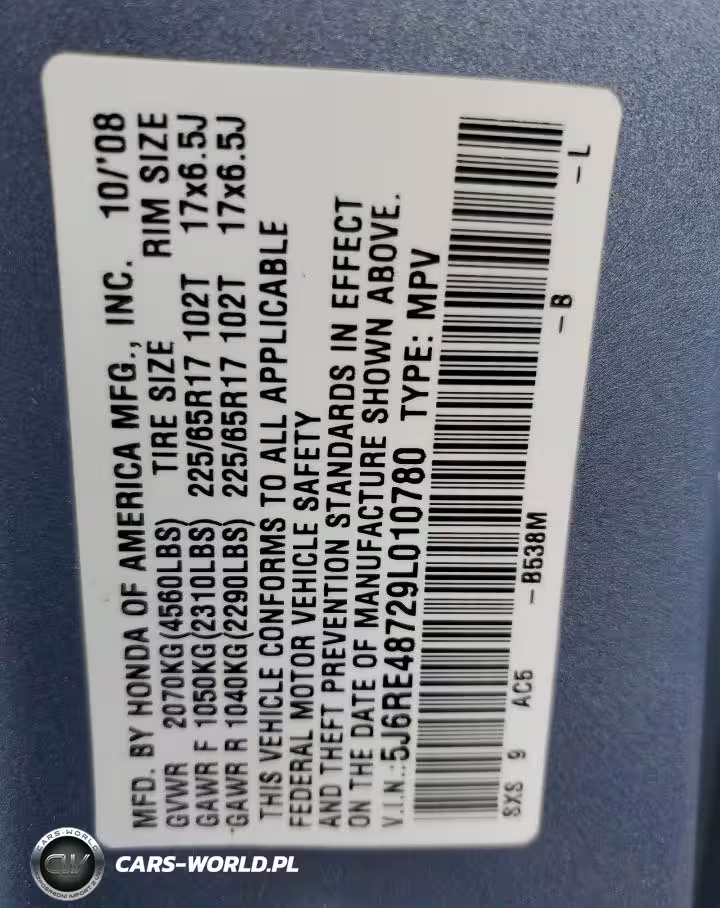 MFD. BY HONDA OF AMERICA MFG., INC. 10/'08
GVWR 2070KG(4560LBS) TIRE SIZE RIM SIZE
GAWR F 1050KG(2310LBS) 225/65R17 102T 17x6.5J
GAWR R 1040KG(2290LBS) 225/65R17 102T 17x6.5J
THIS VEHICLE CONFORMS TO ALL APPLICABLE
FEDERAL MOTOR VEHICLE SAFETY
AND THEFT PREVENTION STANDARDS IN EFFECT
ON THE DATE OF MANUFACTURE SHOWN ABOVE.
V.I.N.:5J6RE48729L010780 TYPE: MPV
SXS 9 AC5 -B538M -B -L
CARS-WORLD.PL
CARS-WORLD
CW